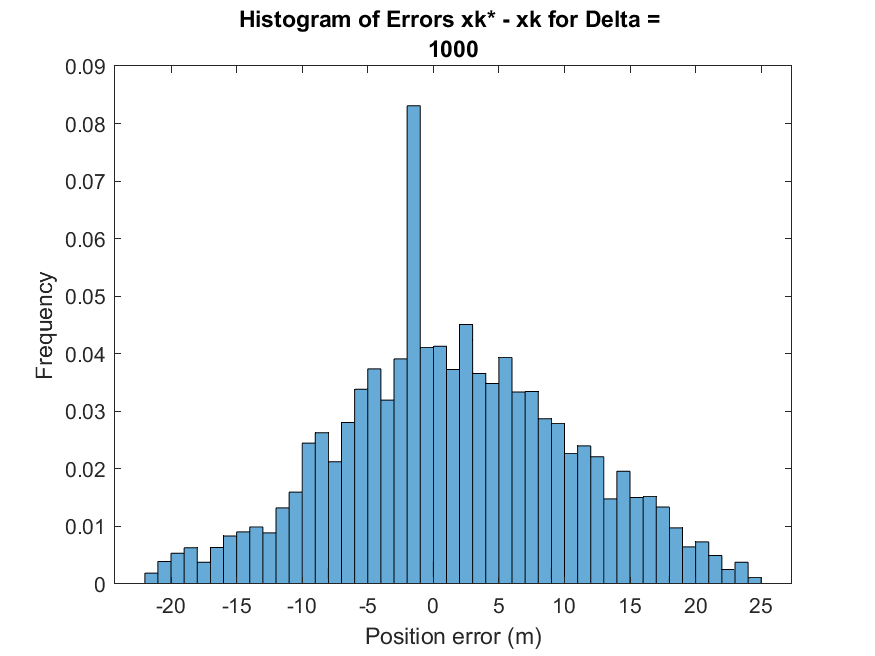 Histogram of Errors xk* - xk for Delta =
1000
0.09
0.08
0.07
0.06
0.05
0.04
0.03
0.02
0.01
0
Frequency
-20 -15 -10 -5 0 5 10 15 20 25
Position error (m)